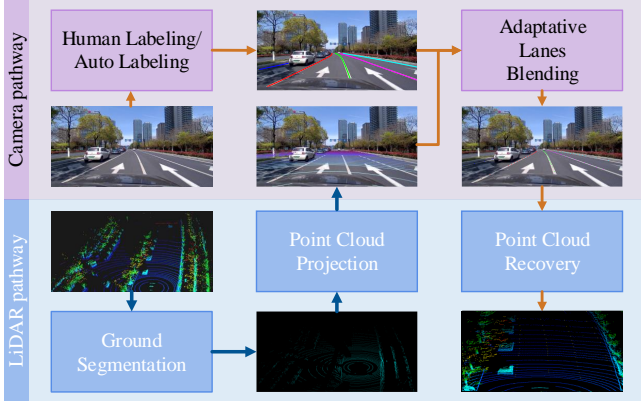 Camera pathway
Human Labeling/
Auto Labeling
Adaptative
Lanes
Blending
LiDAR pathway
Point Cloud
Projection
Point Cloud
Recovery
Ground
Segmentation